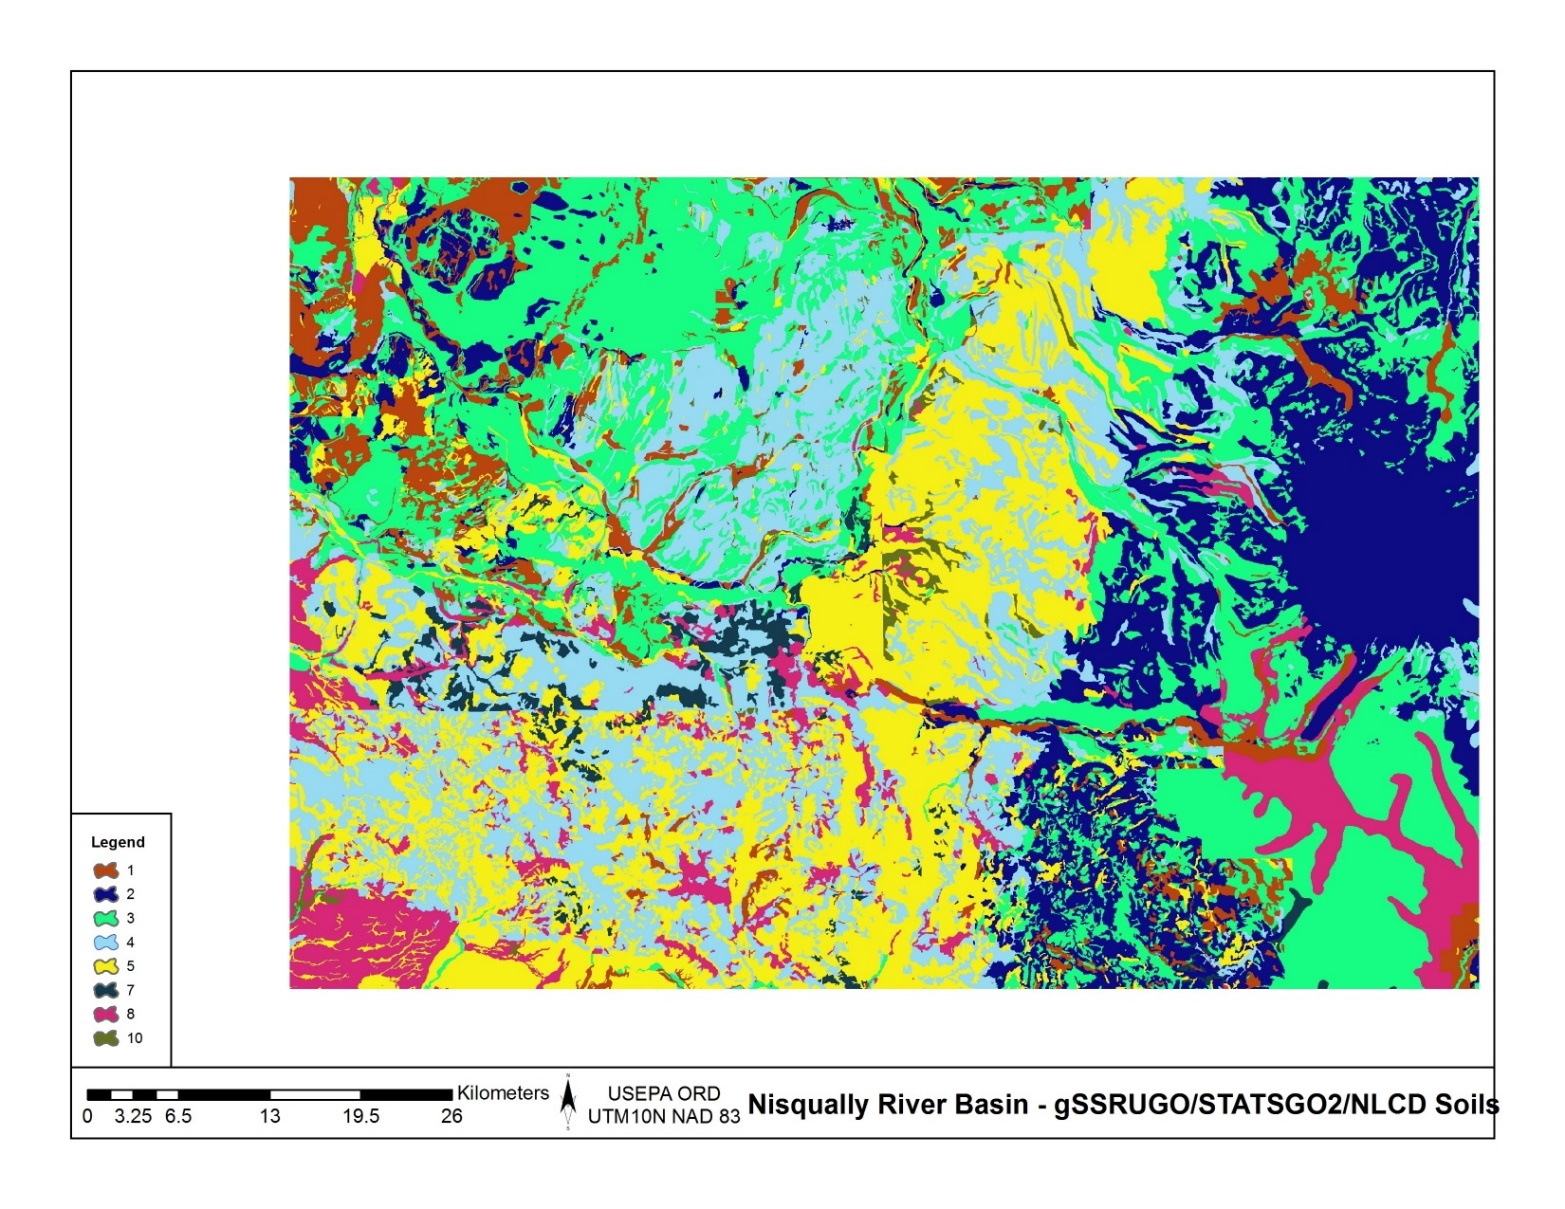 Legend
1
2
3
4
5
7
8
10
Kilometers
0 3.25 6.5 13 19.5 26
N
S
USEPA ORD
UTM10N NAD 83
Nisqually River Basin - gSSRUGO/STATSGO2/NLCD Soils